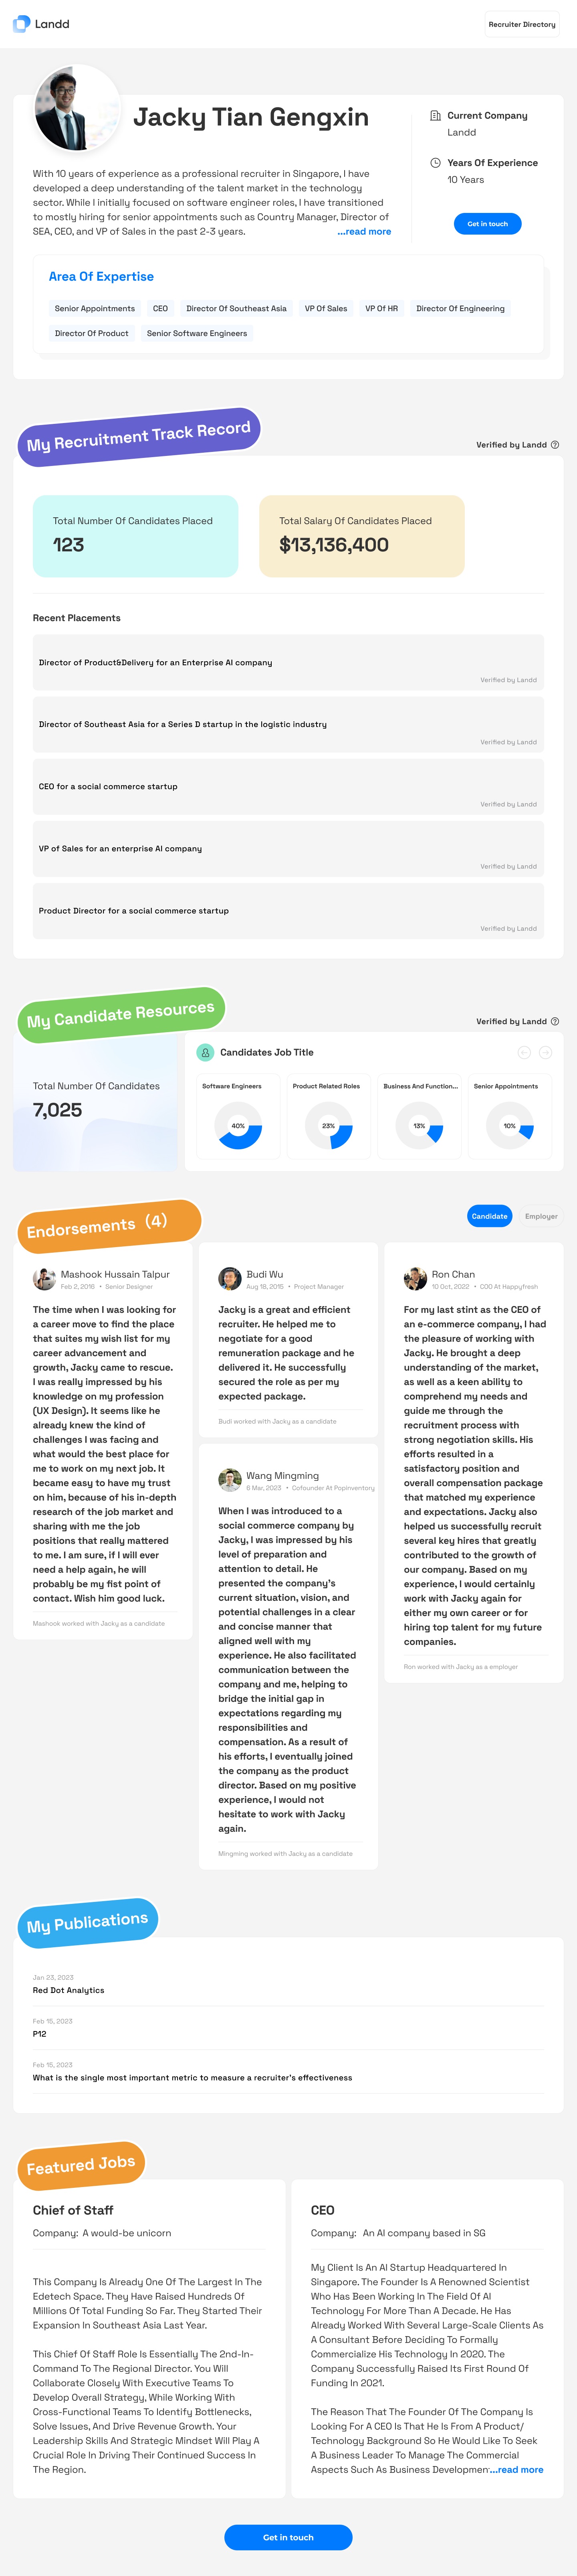 Landd
Recruiter Directory
Jacky Tian Gengxin
With 10 years of experience as a professional recruiter in Singapore, I have
developed a deep understanding of the talent market in the technology
sector. While I initially focused on software engineer roles, I have transitioned
to mostly hiring for senior appointments such as Country Manager, Director of
SEA, CEO, and VP of Sales in the past 2-3 years.
...read more
Current Company
Landd
Years Of Experience
10 Years
Get in touch
Area Of Expertise
Senior Appointments
CEO
Director Of Southeast Asia
VP Of Sales
VP Of HR
Director Of Engineering
Director Of Product
Senior Software Engineers
My Recruitment Track Record
Verified by Landd
Total Number Of Candidates Placed
123
Total Salary Of Candidates Placed
$13,136,400
Recent Placements
Director of Product&Delivery for an Enterprise AI company
Verified by Landd
Director of Southeast Asia for a Series D startup in the logistic industry
Verified by Landd
CEO for a social commerce startup
Verified by Landd
VP of Sales for an enterprise AI company
Verified by Landd
Product Director for a social commerce startup
Verified by Landd
My Candidate Resources
Verified by Landd
Total Number Of Candidates
7,025
Candidates Job Title
Software Engineers
40%
Product Related Roles
23%
Business And Function...
13%
Senior Appointments
10%
Endorsements (4)
Candidate
Employer
Mashook Hussain Talpur
Feb 2, 2016 • Senior Designer
The time when I was looking for
a career move to find the place
that suites my wish list for my
career advancement and
growth, Jacky came to rescue.
I was really impressed by his
knowledge on my profession
(UX Design). It seems like he
already knew the kind of
challenges I was facing and
what would the best place for
me to work on my next job. It
became easy to have my trust
on him, because of his in-depth
research of the job market and
sharing with me the job
positions that really mattered
to me. I am sure, if I will ever
need a help again, he will
probably be my fist point of
contact. Wish him good luck.
Mashook worked with Jacky as a candidate
Budi Wu
Aug 18, 2015 • Project Manager
Jacky is a great and efficient
recruiter. He helped me to
negotiate for a good
remuneration package and he
delivered it. He successfully
secured the role as per my
expected package.
Budi worked with Jacky as a candidate
Wang Mingming
6 Mar, 2023 • Cofounder At Popinventory
When I was introduced to a
social commerce company by
Jacky, I was impressed by his
level of preparation and
attention to detail. He
presented the company's
current situation, vision, and
potential challenges in a clear
and concise manner that
aligned well with my
experience. He also facilitated
communication between the
company and me, helping to
bridge the initial gap in
expectations regarding my
responsibilities and
compensation. As a result of
his efforts, I eventually joined
the company as the product
director. Based on my positive
experience, I would not
hesitate to work with Jacky
again.
Mingming worked with Jacky as a candidate
Ron Chan
10 Oct, 2022 • COO At Happyfresh
For my last stint as the CEO of
an e-commerce company, I had
the pleasure of working with
Jacky. He brought a deep
understanding of the market,
as well as a keen ability to
comprehend my needs and
guide me through the
recruitment process with
strong negotiation skills. His
efforts resulted in a
satisfactory position and
overall compensation package
that matched my experience
and expectations. Jacky also
helped us successfully recruit
several key hires that greatly
contributed to the growth of
our company. Based on my
experience, I would certainly
work with Jacky again for
either my own career or for
hiring top talent for my future
companies.
Ron worked with Jacky as a employer
My Publications
Jan 23, 2023
Red Dot Analytics
Feb 15, 2023
P12
Feb 15, 2023
What is the single most important metric to measure a recruiter's effectiveness
Featured Jobs
Chief of Staff
Company: A would-be unicorn
This Company Is Already One Of The Largest In The
Edetech Space. They Have Raised Hundreds Of
Millions Of Total Funding So Far. They Started Their
Expansion In Southeast Asia Last Year.
This Chief Of Staff Role Is Essentially The 2nd-In-
Command To The Regional Director. You Will
Collaborate Closely With Executive Teams To
Develop Overall Strategy, While Working With
Cross-Functional Teams To Identify Bottlenecks,
Solve Issues, And Drive Revenue Growth. Your
Leadership Skills And Strategic Mindset Will Play A
Crucial Role In Driving Their Continued Success In
The Region.
CEO
Company: An AI company based in SG
My Client Is An AI Startup Headquartered In
Singapore. The Founder Is A Renowned Scientist
Who Has Been Working In The Field Of AI
Technology For More Than A Decade. He Has
Already Worked With Several Large-Scale Clients As
A Consultant Before Deciding To Formally
Commercialize His Technology In 2020. The
Company Successfully Raised Its First Round Of
Funding In 2021.
The Reason That The Founder Of The Company Is
Looking For A CEO Is That He Is From A Product/
Technology Background So He Would Like To Seek
A Business Leader To Manage The Commercial
Aspects Such As Business Developmen...read more
Get in touch